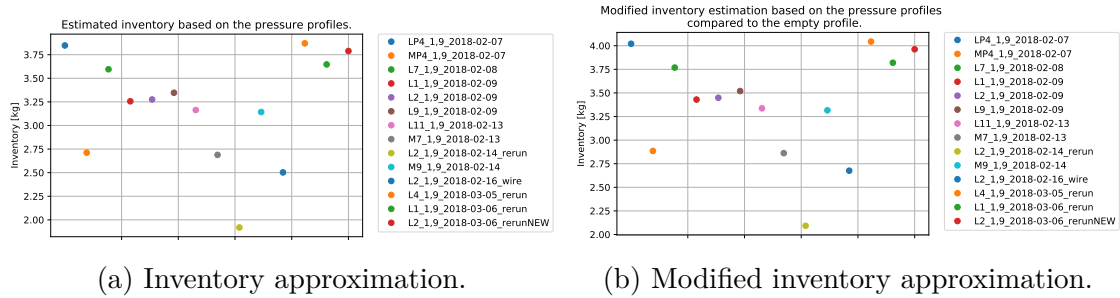 Estimated inventory based on the pressure profiles.
Inventory [kg]
3.75
3.50
3.25
3.00
2.75
2.50
2.25
2.00
LP4_1,9_2018-02-07
MP4_1,9_2018-02-07
L7_1,9_2018-02-08
L1_1,9_2018-02-09
L2_1,9_2018-02-09
L9_1,9_2018-02-09
L11_1,9_2018-02-13
M7_1,9_2018-02-13
L2_1,9_2018-02-14_rerun
M9_1,9_2018-02-14
L2_1,9_2018-02-16_wire
L4_1,9_2018-03-05_rerun
L1_1,9_2018-03-06_rerun
L2_1,9_2018-03-06_rerunNEW
(a) Inventory approximation.
Modified inventory estimation based on the pressure profiles
compared to the empty profile.
Inventory [kg]
4.00
3.75
3.50
3.25
3.00
2.75
2.50
2.25
2.00
LP4_1,9_2018-02-07
MP4_1,9_2018-02-07
L7_1,9_2018-02-08
L1_1,9_2018-02-09
L2_1,9_2018-02-09
L9_1,9_2018-02-09
L11_1,9_2018-02-13
M7_1,9_2018-02-13
L2_1,9_2018-02-14_rerun
M9_1,9_2018-02-14
L2_1,9_2018-02-16_wire
L4_1,9_2018-03-05_rerun
L1_1,9_2018-03-06_rerun
L2_1,9_2018-03-06_rerunNEW
(b) Modified inventory approximation.